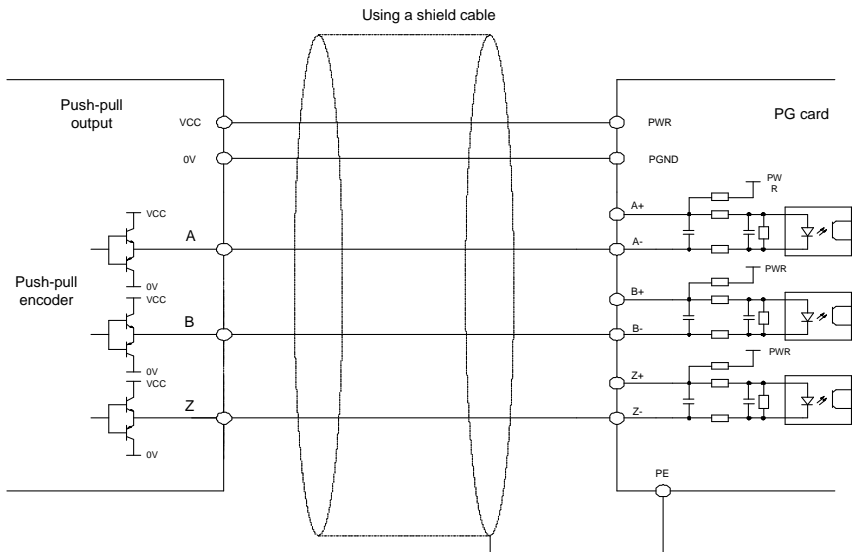 Using a shield cable
Push-pull
output
VCC
PWR
PG card
0V
PGND
PW
R
VCC
A+
A
A-
0V
Push-pull
encoder
VCC
PWR
B+
B
B-
0V
VCC
PWR
Z+
Z
Z-
0V
PE